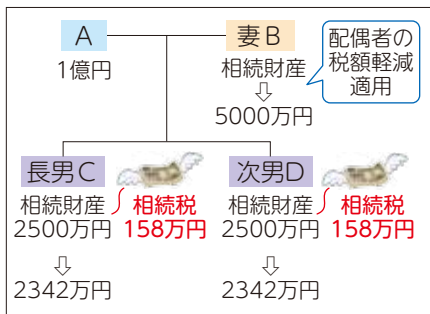 A
1億円
妻B
相続財産
⇩
5000万円
配偶者の
税額軽減
適用
長男C
相続財産
2500万円
⇩
2342万円
相続税
158万円
次男D
相続財産
2500万円
⇩
2342万円
相続税
158万円